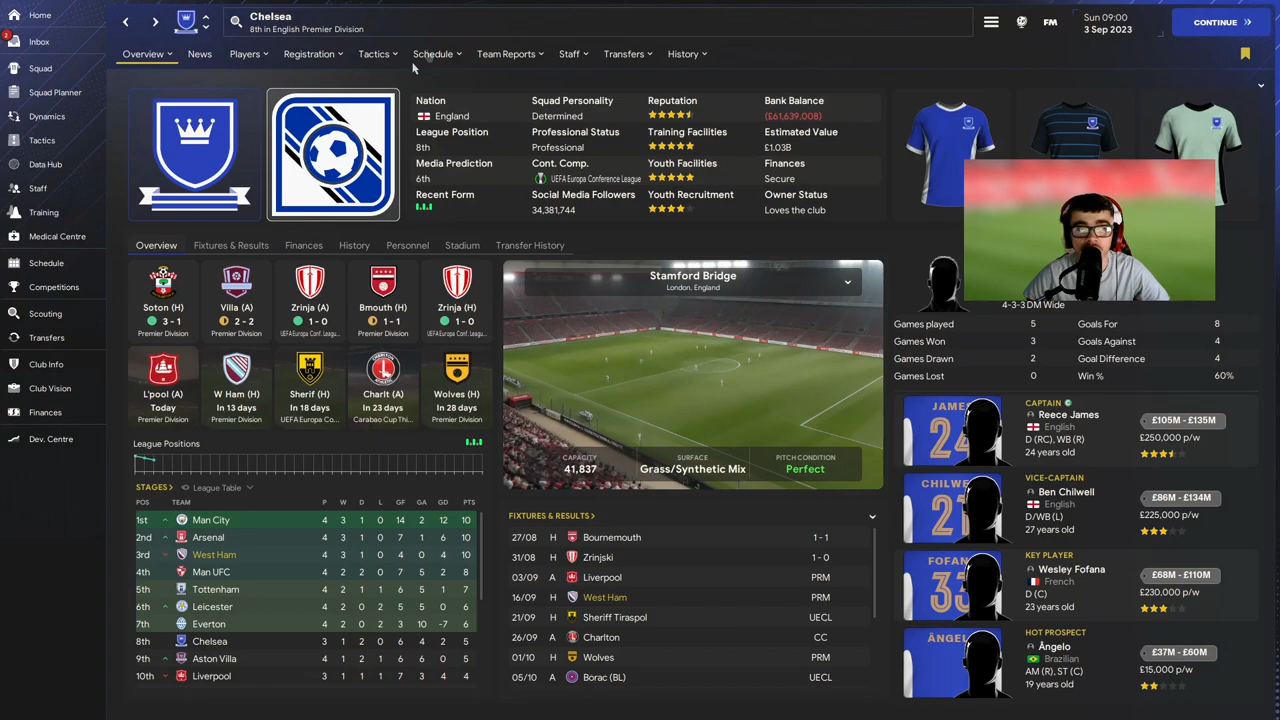 Home
2
Inbox
Squad
Squad Planner
Dynamics
Tactics
Data Hub
Staff
Training
Medical Centre
Schedule
Competitions
Scouting
Transfers
Club Info
Club Vision
Finances
Dev. Centre
Chelsea
8th in English Premier Division
FM
Sun 09:00
3 Sep 2023
CONTINUE
Overview News Players Registration Tactics Schedule Team Reports Staff Transfers History
Nation
England
League Position
8th
Media Prediction
6th
Recent Form
Squad Personality
Determined
Professional Status
Professional
Cont. Comp.
UEFA Europa Conference League
Social Media Followers
34,381,744
Reputation
Training Facilities
Youth Facilities
Youth Recruitment
Bank Balance
(£61,639,008)
Estimated Value
£1.03B
Finances
Secure
Owner Status
Loves the club
Overview Fixtures & Results Finances History Personnel Stadium Transfer History
Soton (H)
3 - 1
Premier Division
Villa (A)
2 - 2
Premier Division
Zrinja (A)
1 - 0
UEFA Europa Conf. Leagu...
Bmouth (H)
1 - 1
Premier Division
Zrinja (H)
1 - 0
UEFA Europa Conf. Leagu...
L'pool (A)
Today
Premier Division
W Ham (H)
In 13 days
Premier Division
Sherif (H)
In 18 days
UEFA Europa Co...
Charlt (A)
In 23 days
Carabao Cup Thi...
Wolves (H)
In 28 days
Premier Division
League Positions
STAGES > League Table
POS TEAM P W D L GF GA GD PTS
1st Man City 4 3 1 0 14 2 12 10
2nd Arsenal 4 3 1 0 7 1 6 10
3rd West Ham 4 3 1 0 4 0 4 10
4th Man UFC 4 2 2 0 7 5 2 8
5th Tottenham 4 2 1 1 6 5 1 7
6th Leicester 4 2 0 2 5 5 0 6
7th Everton 4 2 0 2 3 10 -7 6
8th Chelsea 3 1 2 0 6 4 2 5
9th Aston Villa 4 1 2 1 6 6 0 5
10th Liverpool 3 1 1 1 7 3 4 4
Stamford Bridge
London, England
CAPACITY
41,837
SURFACE
Grass/Synthetic Mix
PITCH CONDITION
Perfect
FIXTURES & RESULTS >
27/08 H Bournemouth 1 - 1
31/08 H Zrinjski 1 - 0
03/09 A Liverpool PRM
16/09 H West Ham PRM
21/09 H Sheriff Tiraspol UECL
26/09 A Charlton CC
01/10 H Wolves PRM
05/10 A Borac (BL) UECL
4-3-3 DM Wide
Games played 5 Goals For 8
Games Won 3 Goals Against 4
Games Drawn 2 Goal Difference 4
Games Lost 0 Win % 60%
JAMES
24
CAPTAIN C
Reece James
English
D (RC), WB (R)
24 years old
£105M - £135M
£250,000 p/w
CHILWE
21
VICE-CAPTAIN
Ben Chilwell
English
D/WB (L)
27 years old
£86M - £134M
£225,000 p/w
FOFAN
33
KEY PLAYER
Wesley Fofana
French
D (C)
23 years old
£68M - £110M
£230,000 p/w
ÂNGEL
HOT PROSPECT
Ângelo
Brazilian
AM (R), ST (C)
19 years old
£37M - £60M
£15,000 p/w